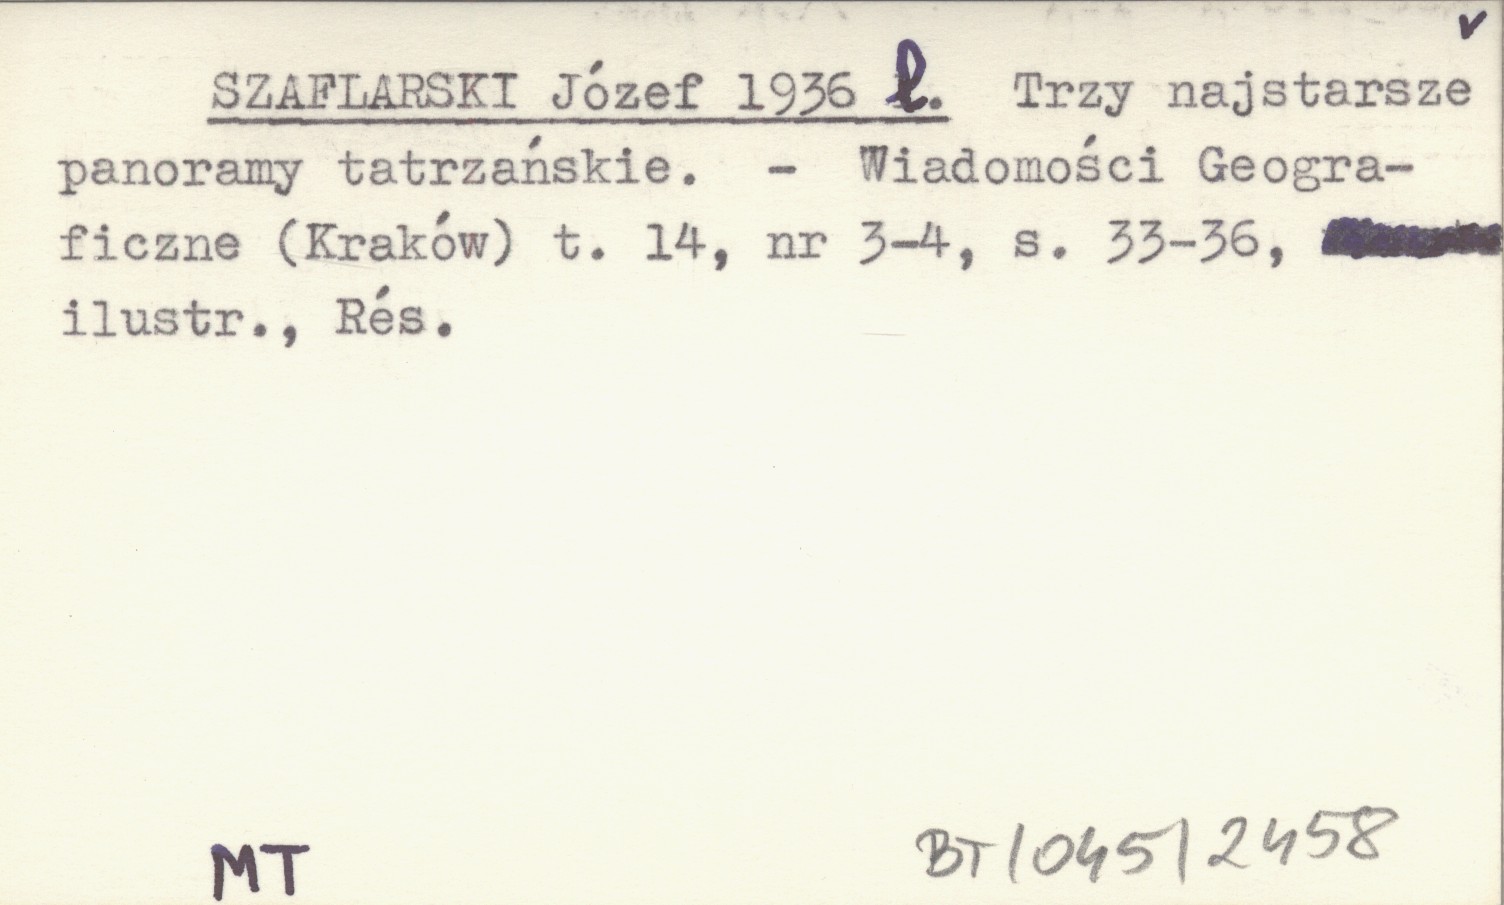 v
SZAFLARSKI Józef 1936 l. Trzy najstarsze
panoramy tatrzańskie. - Wiadomości Geogra-
ficzne (Kraków) t. 14, nr 3-4, s. 33-36,
ilustr., Rés.
MT
BT/045/2458